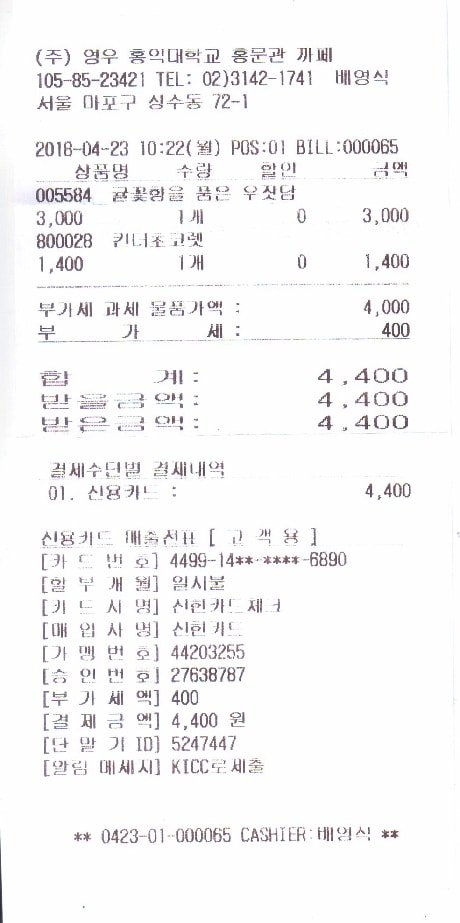 (주) 영우 홍익대학교 홍문관 까페
105-85-23421 TEL: 02)3142-1741 배영식
서울 마포구 상수동 72-1
2018-04-23 10:22(월) POS:01 BILL:000065
상품명 수량 할인 금액
005584 귤꽃향을 품은 우잣담
3,000 1개 0 3,000
800028 킨더초코렛
1,400 1개 0 1,400
부가세 과세 물품가액 : 4,000
부 가 세 : 400
합 계 : 4,400
받을금액 : 4,400
받은금액 : 4,400
결제수단별 결제내역
01. 신용카드 : 4,400
신용카드 매출전표 [ 고 객 용 ]
[카 드 번 호] 4499-14**-****-6890
[할 부 개 월] 일시불
[카 드 사 명] 신한카드체크
[매 입 사 명] 신한카드
[가 맹 번 호] 44203255
[승 인 번 호] 27638787
[부 가 세 액] 400
[결 제 금 액] 4,400 원
[단 말 기 ID] 5247447
[알림 메세지] KICC로제출
** 0423-01-000065 CASHIER:배영식 **